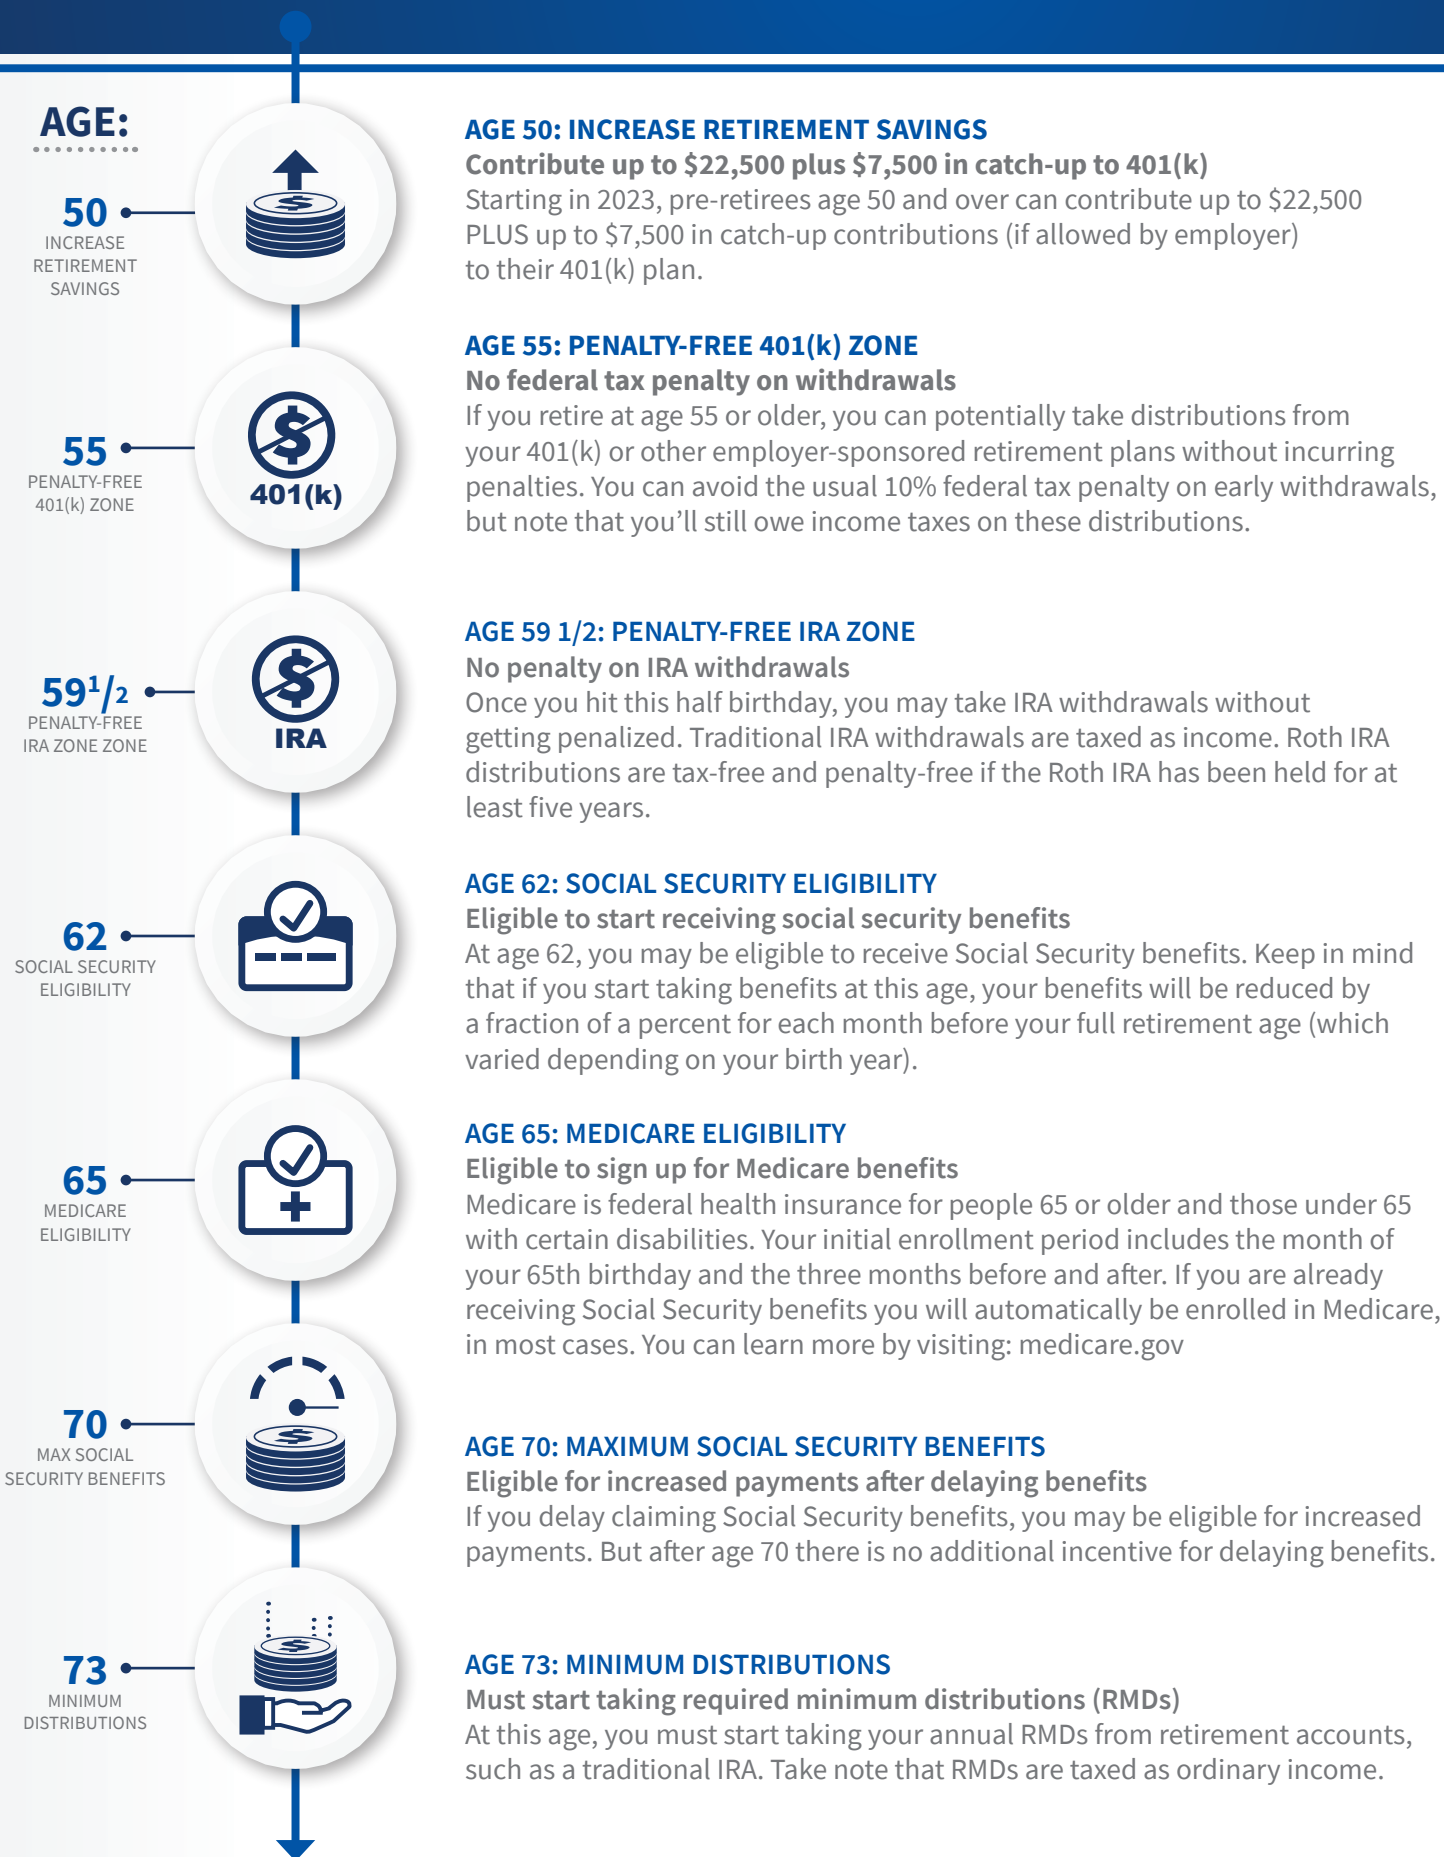 AGE:
50
INCREASE
RETIREMENT
SAVINGS
AGE 50: INCREASE RETIREMENT SAVINGS
Contribute up to $22,500 plus $7,500 in catch-up to 401(k)
Starting in 2023, pre-retirees age 50 and over can contribute up to $22,500
PLUS up to $7,500 in catch-up contributions (if allowed by employer)
to their 401(k) plan.
55
PENALTY-FREE
401(k) ZONE
$
401(k)
AGE 55: PENALTY-FREE 401(k) ZONE
No federal tax penalty on withdrawals
If you retire at age 55 or older, you can potentially take distributions from
your 401(k) or other employer-sponsored retirement plans without incurring
penalties. You can avoid the usual 10% federal tax penalty on early withdrawals,
but note that you’ll still owe income taxes on these distributions.
59 1/2
PENALTY-FREE
IRA ZONE ZONE
$
IRA
AGE 59 1/2: PENALTY-FREE IRA ZONE
No penalty on IRA withdrawals
Once you hit this half birthday, you may take IRA withdrawals without
getting penalized. Traditional IRA withdrawals are taxed as income. Roth IRA
distributions are tax-free and penalty-free if the Roth IRA has been held for at
least five years.
62
SOCIAL SECURITY
ELIGIBILITY
AGE 62: SOCIAL SECURITY ELIGIBILITY
Eligible to start receiving social security benefits
At age 62, you may be eligible to receive Social Security benefits. Keep in mind
that if you start taking benefits at this age, your benefits will be reduced by
a fraction of a percent for each month before your full retirement age (which
varied depending on your birth year).
65
MEDICARE
ELIGIBILITY
AGE 65: MEDICARE ELIGIBILITY
Eligible to sign up for Medicare benefits
Medicare is federal health insurance for people 65 or older and those under 65
with certain disabilities. Your initial enrollment period includes the month of
your 65th birthday and the three months before and after. If you are already
receiving Social Security benefits you will automatically be enrolled in Medicare,
in most cases. You can learn more by visiting: medicare.gov
70
MAX SOCIAL
SECURITY BENEFITS
AGE 70: MAXIMUM SOCIAL SECURITY BENEFITS
Eligible for increased payments after delaying benefits
If you delay claiming Social Security benefits, you may be eligible for increased
payments. But after age 70 there is no additional incentive for delaying benefits.
73
MINIMUM
DISTRIBUTIONS
AGE 73: MINIMUM DISTRIBUTIONS
Must start taking required minimum distributions (RMDs)
At this age, you must start taking your annual RMDs from retirement accounts,
such as a traditional IRA. Take note that RMDs are taxed as ordinary income.